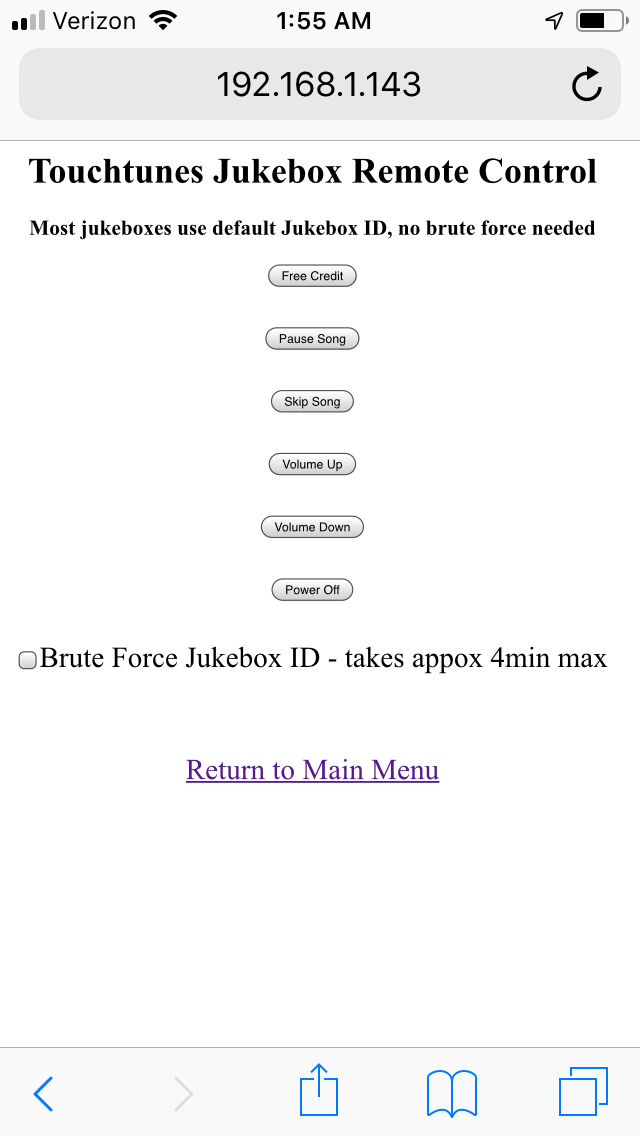 Verizon 1:55 AM
192.168.1.143
Touchtunes Jukebox Remote Control
Most jukeboxes use default Jukebox ID, no brute force needed
Free Credit
Pause Song
Skip Song
Volume Up
Volume Down
Power Off
Brute Force Jukebox ID - takes appox 4min max
Return to Main Menu